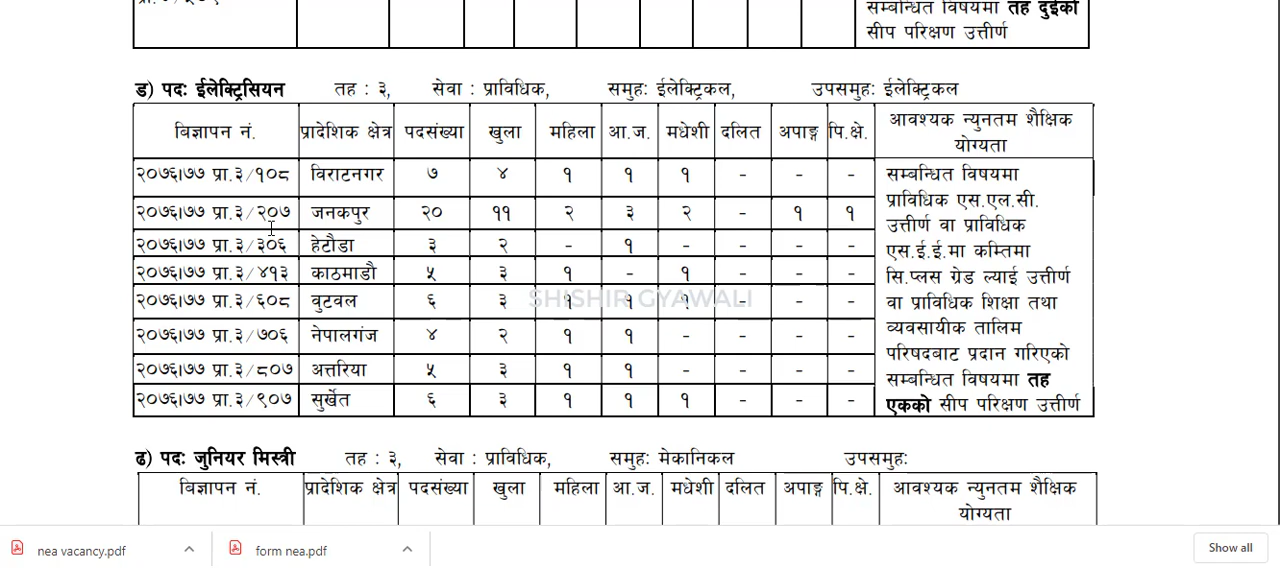 सम्बन्धित विषयमा तह दुईको
सीप परिक्षण उत्तीर्ण
ड) पदः ईलेक्ट्रिसियन तह : ३, सेवा : प्राविधिक, समुहः ईलेक्ट्रिकल, उपसमुहः ईलेक्ट्रिकल
विज्ञापन नं. प्रादेशिक क्षेत्र पदसंख्या खुला महिला आ.ज. मधेशी दलित अपाङ्ग पि.क्षे. आवश्यक न्युनतम शैक्षिक
योग्यता
२०७६।७७ प्रा.३/१०८ विराटनगर ७ ४ १ १ १ - - - सम्बन्धित विषयमा
प्राविधिक एस.एल.सी.
२०७६।७७ प्रा.३/२०७ जनकपुर २० ११ २ ३ २ - १ १
उत्तीर्ण वा प्राविधिक
२०७६।७७ प्रा.३/३०६ हेटौडा ३ २ - १ - - - - एस.ई.ई.मा कम्तिमा
२०७६।७७ प्रा.३/४१३ काठमाडौ ५ ३ १ - १ - - - सि.प्लस ग्रेड ल्याई उत्तीर्ण
२०७६।७७ प्रा.३/६०८ वुटवल ६ ३ १ १ १ - - - वा प्राविधिक शिक्षा तथा
SHISHIR GYAWALI
२०७६।७७ प्रा.३/७०६ नेपालगंज ४ २ १ १ - - - - व्यवसायीक तालिम
परिषदबाट प्रदान गरिएको
२०७६।७७ प्रा.३/८०७ अत्तरिया ५ ३ १ १ - - - - सम्बन्धित विषयमा तह
२०७६।७७ प्रा.३/९०७ सुर्खेत ६ ३ १ १ १ - - - एकको सीप परिक्षण उत्तीर्ण
ढ) पदः जुनियर मिस्त्री तह : ३, सेवा : प्राविधिक, समुहः मेकानिकल उपसमुहः
विज्ञापन नं. प्रादेशिक क्षेत्र पदसंख्या खुला महिला आ.ज. मधेशी दलित अपाङ्ग पि.क्षे. आवश्यक न्युनतम शैक्षिक
योग्यता
nea vacancy.pdf form nea.pdf Show all